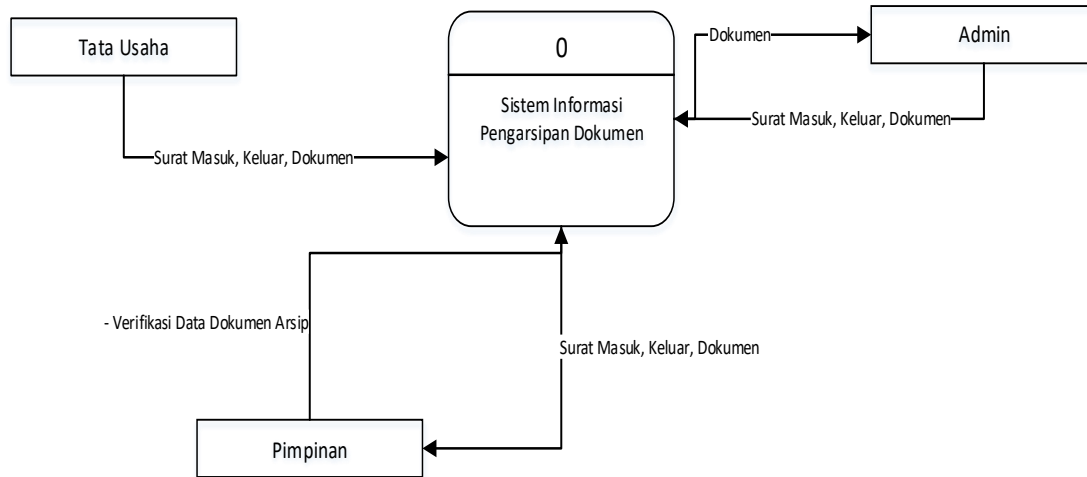 Tata Usaha
0
Dokumen
Admin
Sistem Informasi
Pengarsipan Dokumen
Surat Masuk, Keluar, Dokumen
Surat Masuk, Keluar, Dokumen
- Verifikasi Data Dokumen Arsip
Surat Masuk, Keluar, Dokumen
Pimpinan